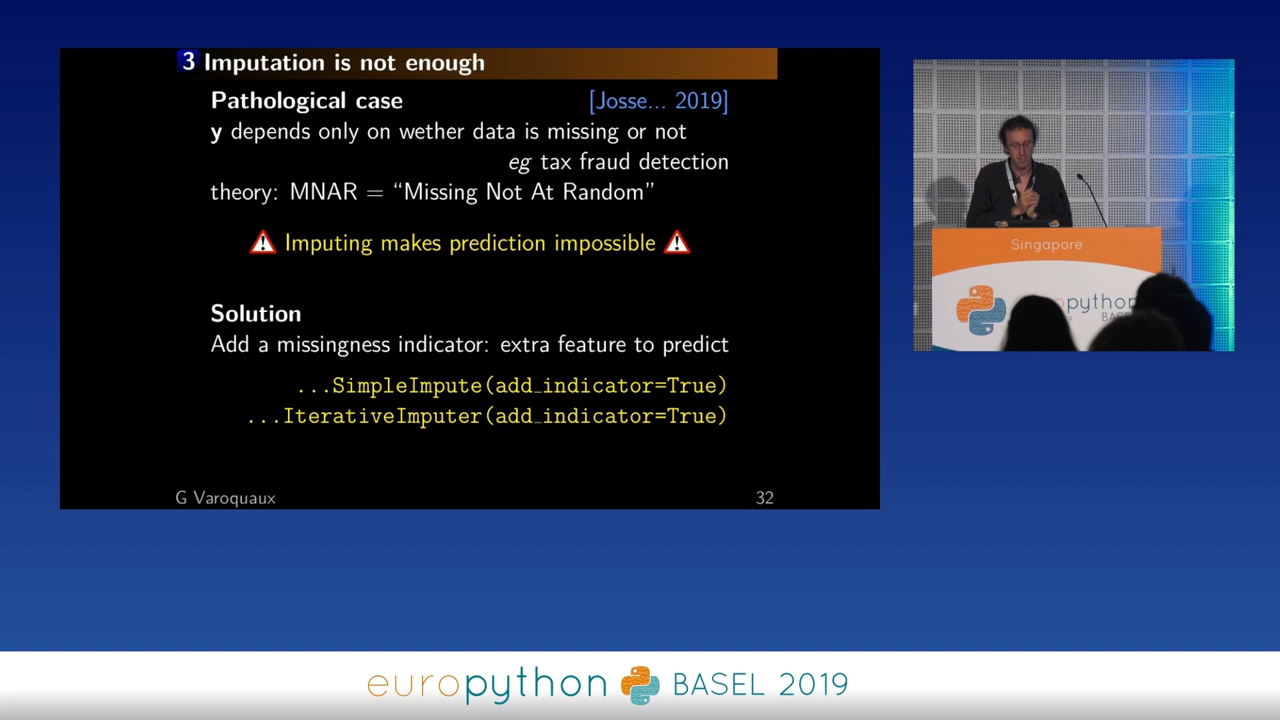 3 Imputation is not enough
Pathological case [Josse... 2019]
y depends only on wether data is missing or not
eg tax fraud detection
theory: MNAR = “Missing Not At Random”
Imputing makes prediction impossible
Solution
Add a missingness indicator: extra feature to predict
...SimpleImpute(add_indicator=True)
...IterativeImputer(add_indicator=True)
G Varoquaux 32
Singapore
europython
BAS
europython BASEL 2019